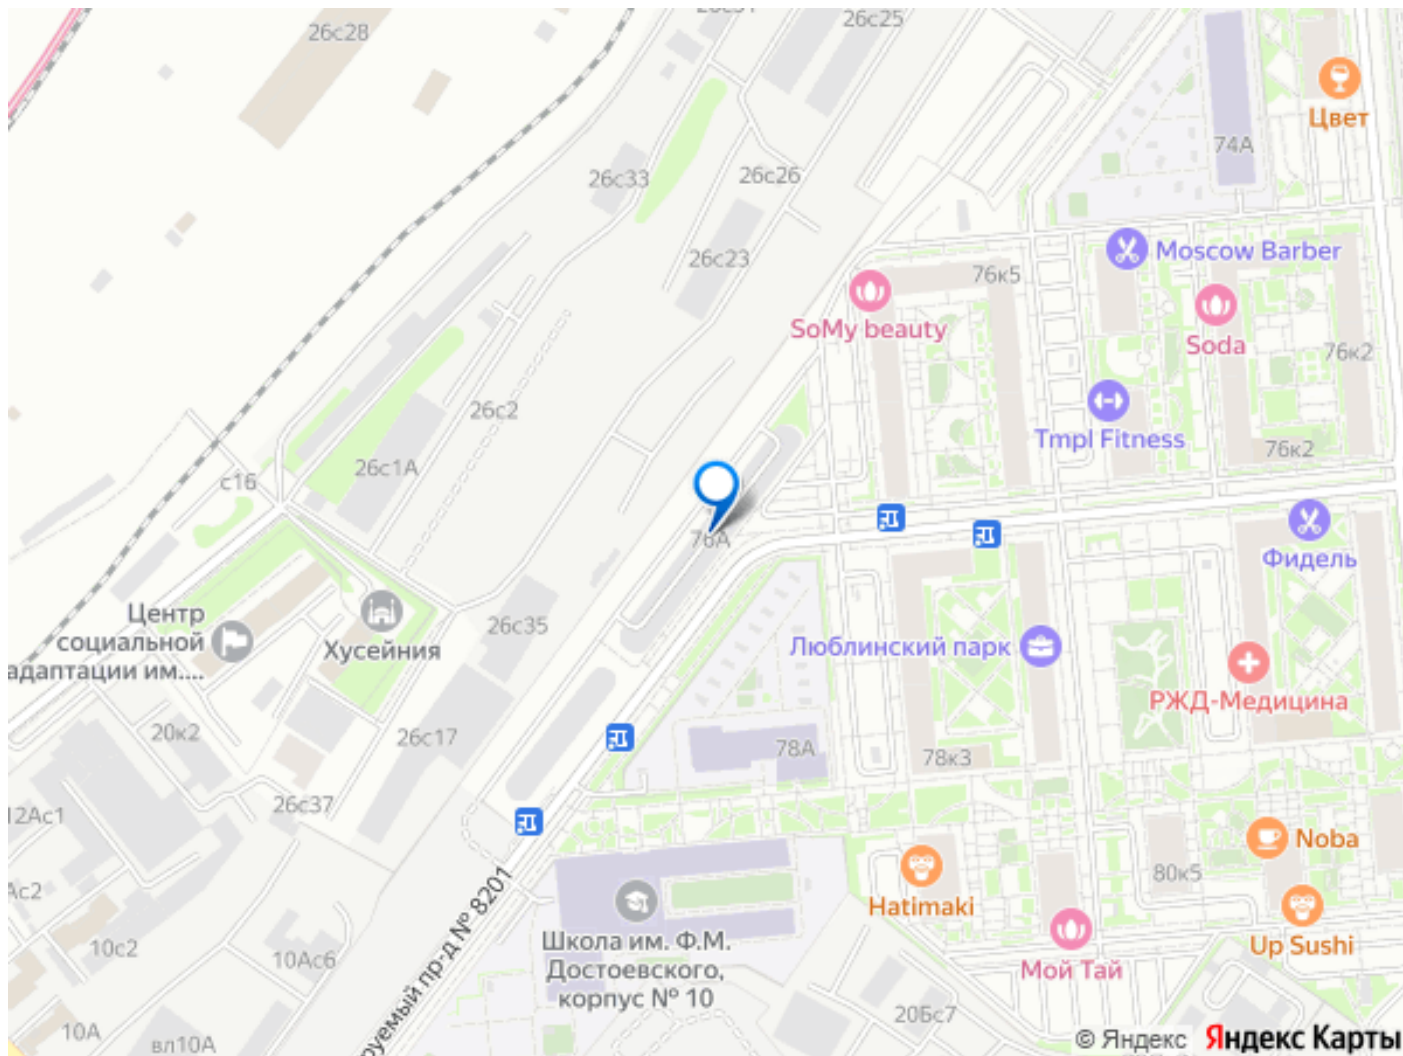 26с28
26с25
Цвет
74А
26с33
26с26
26с23
Moscow Barber
76к5
SoMy beauty
Soda
76к2
26с2
Tmpl Fitness
76к2
с16
26с1А
76А
Фидель
Центр
социальной
адаптации им....
Хусейния
26с35
Люблинский парк
РЖД-Медицина
20к2
26с17
78А
78к3
26с37
12Ас1
Noba
80к5
Ас2
Hatimaki
Up Sushi
10с2
10Ас6
руемый пр-д № 8201
Школа им. Ф.М.
Достоевского,
корпус № 10
Мой Тай
20Бс7
10А
вл10А
© Яндекс Яндекс Карты